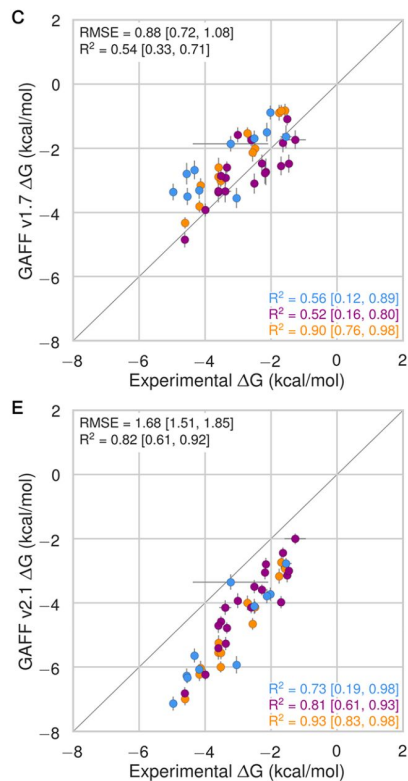 C
RMSE = 0.88 [0.72, 1.08]
R² = 0.54 [0.33, 0.71]
2
0
−2
−4
−6
−8
GAFF v1.7 ΔG (kcal/mol)
R² = 0.56 [0.12, 0.89]
R² = 0.52 [0.16, 0.80]
R² = 0.90 [0.76, 0.98]
−8 −6 −4 −2 0 2
Experimental ΔG (kcal/mol)
E
RMSE = 1.68 [1.51, 1.85]
R² = 0.82 [0.61, 0.92]
2
0
−2
−4
−6
−8
GAFF v2.1 ΔG (kcal/mol)
R² = 0.73 [0.19, 0.98]
R² = 0.81 [0.61, 0.93]
R² = 0.93 [0.83, 0.98]
−8 −6 −4 −2 0 2
Experimental ΔG (kcal/mol)